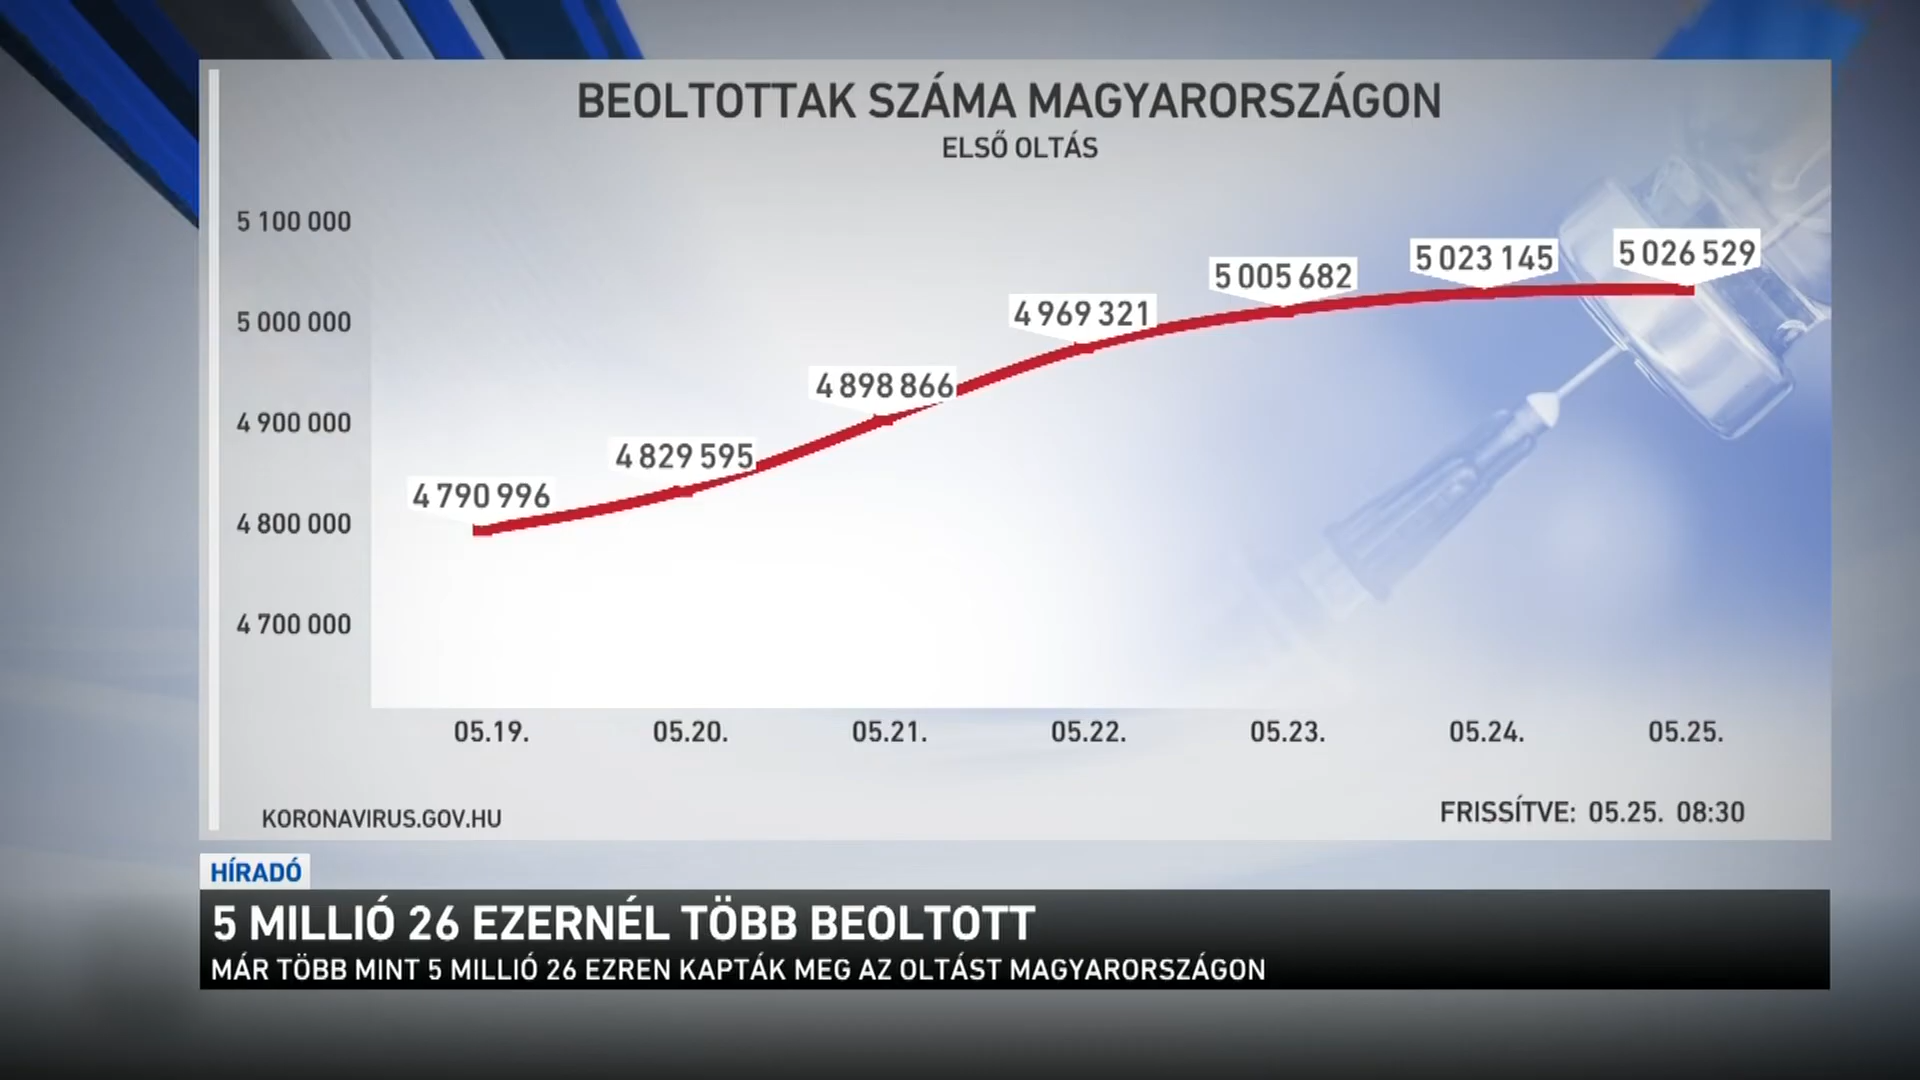 BEOLTOTTAK SZÁMA MAGYARORSZÁGON
ELSŐ OLTÁS
5 100 000
5 000 000
4 900 000
4 800 000
4 700 000
4 790 996
4 829 595
4 898 866
4 969 321
5 005 682
5 023 145
5 026 529
05.19. 05.20. 05.21. 05.22. 05.23. 05.24. 05.25.
KORONAVIRUS.GOV.HU
FRISSÍTVE: 05.25. 08:30
HÍRADÓ
5 MILLIÓ 26 EZERNÉL TÖBB BEOLTOTT
MÁR TÖBB MINT 5 MILLIÓ 26 EZREN KAPTÁK MEG AZ OLTÁST MAGYARORSZÁGON